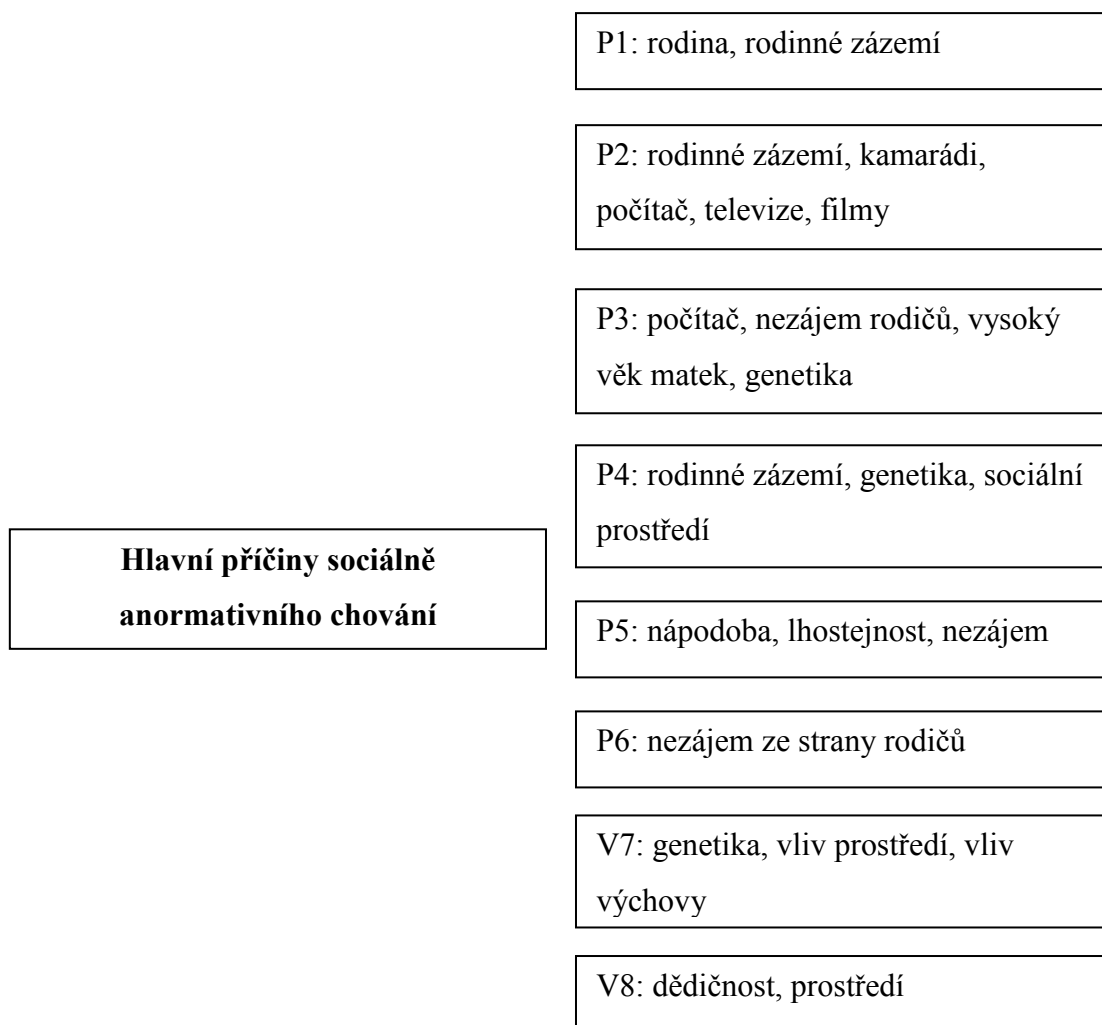 P1: rodina, rodinné zázemí
P2: rodinné zázemí, kamarádi,
počítač, televize, filmy
P3: počítač, nezájem rodičů, vysoký
věk matek, genetika
P4: rodinné zázemí, genetika, sociální
prostředí
Hlavní příčiny sociálně
anormativního chování
P5: nápodoba, lhostejnost, nezájem
P6: nezájem ze strany rodičů
V7: genetika, vliv prostředí, vliv
výchovy
V8: dědičnost, prostředí